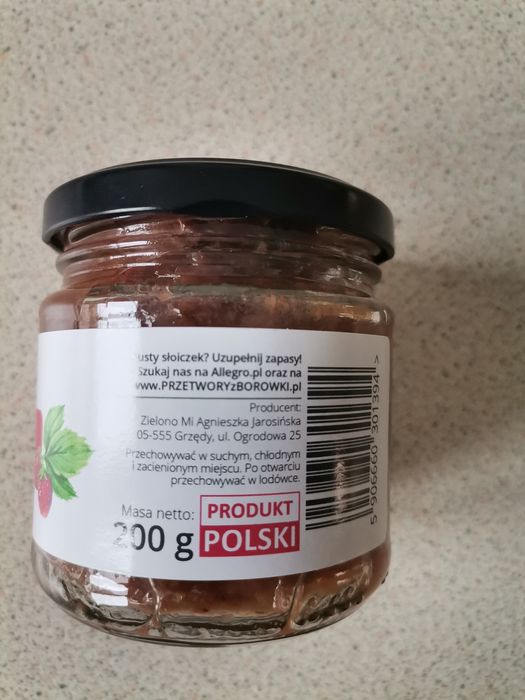 usty słoiczek? Uzupełnij zapasy!
Szukaj nas na Allegro.pl oraz na
www.PRZETWORYzBOROWKI.pl
Producent:
Zielono Mi Agnieszka Jarosińska
05-555 Grzędy, ul. Ogrodowa 25
Przechowywać w suchym, chłodnym
i zacienionym miejscu. Po otwarciu
przechowywać w lodówce.
Masa netto:
200 g
PRODUKT
POLSKI
5 906660 301394 >